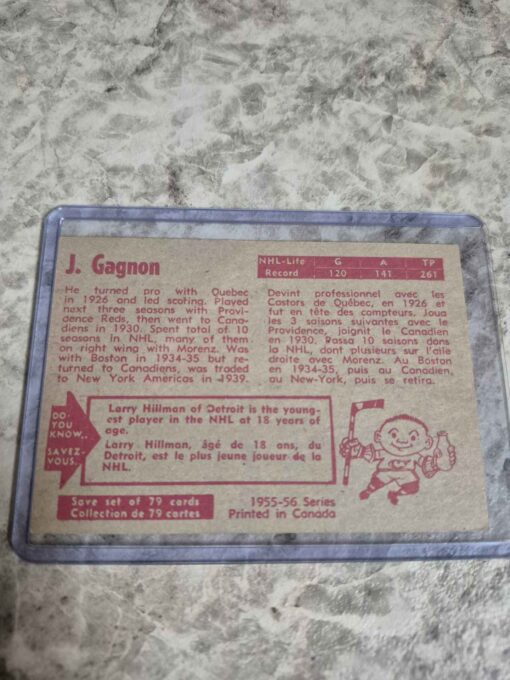 J. Gagnon
NHL-Life G A TP
Record 120 141 261
He turned pro with Quebec
in 1926 and led scoting. Played
next three seasons with Provi-
dence Reds, then went to Cana-
diens in 1930. Spent total of 10
seasons in NHL, many of them
on right wing with Morenz. Was
with Boston in 1934-35 but re-
turned to Canadiens, was traded
to New York Americas in 1939.
Devint professionel avec les
Castors de Québec, en 1926 et
fut en tête des compteurs. Joua
les 3 saisons suivantes avec le
Providence, joignit le Canadien
en 1930. Passa 10 saisons dans
la NHL, dont plusieurs sur l'aile
droite avec Morenz. Au Boston
en 1934-35, puis au Canadien,
au New-York, puis se retira.
DO-
YOU
KNOW..
SAVEZ-
VOUS.
Larry Hillman of Detroit is the young-
est player in the NHL at 18 years of
age.
Larry Hillman, âgé de 18 ans, du
Detroit, est le plus jeune joueur de la
NHL.
Save set of 79 cards
Collection de 79 cartes
1955-56 Series
Printed in Canada